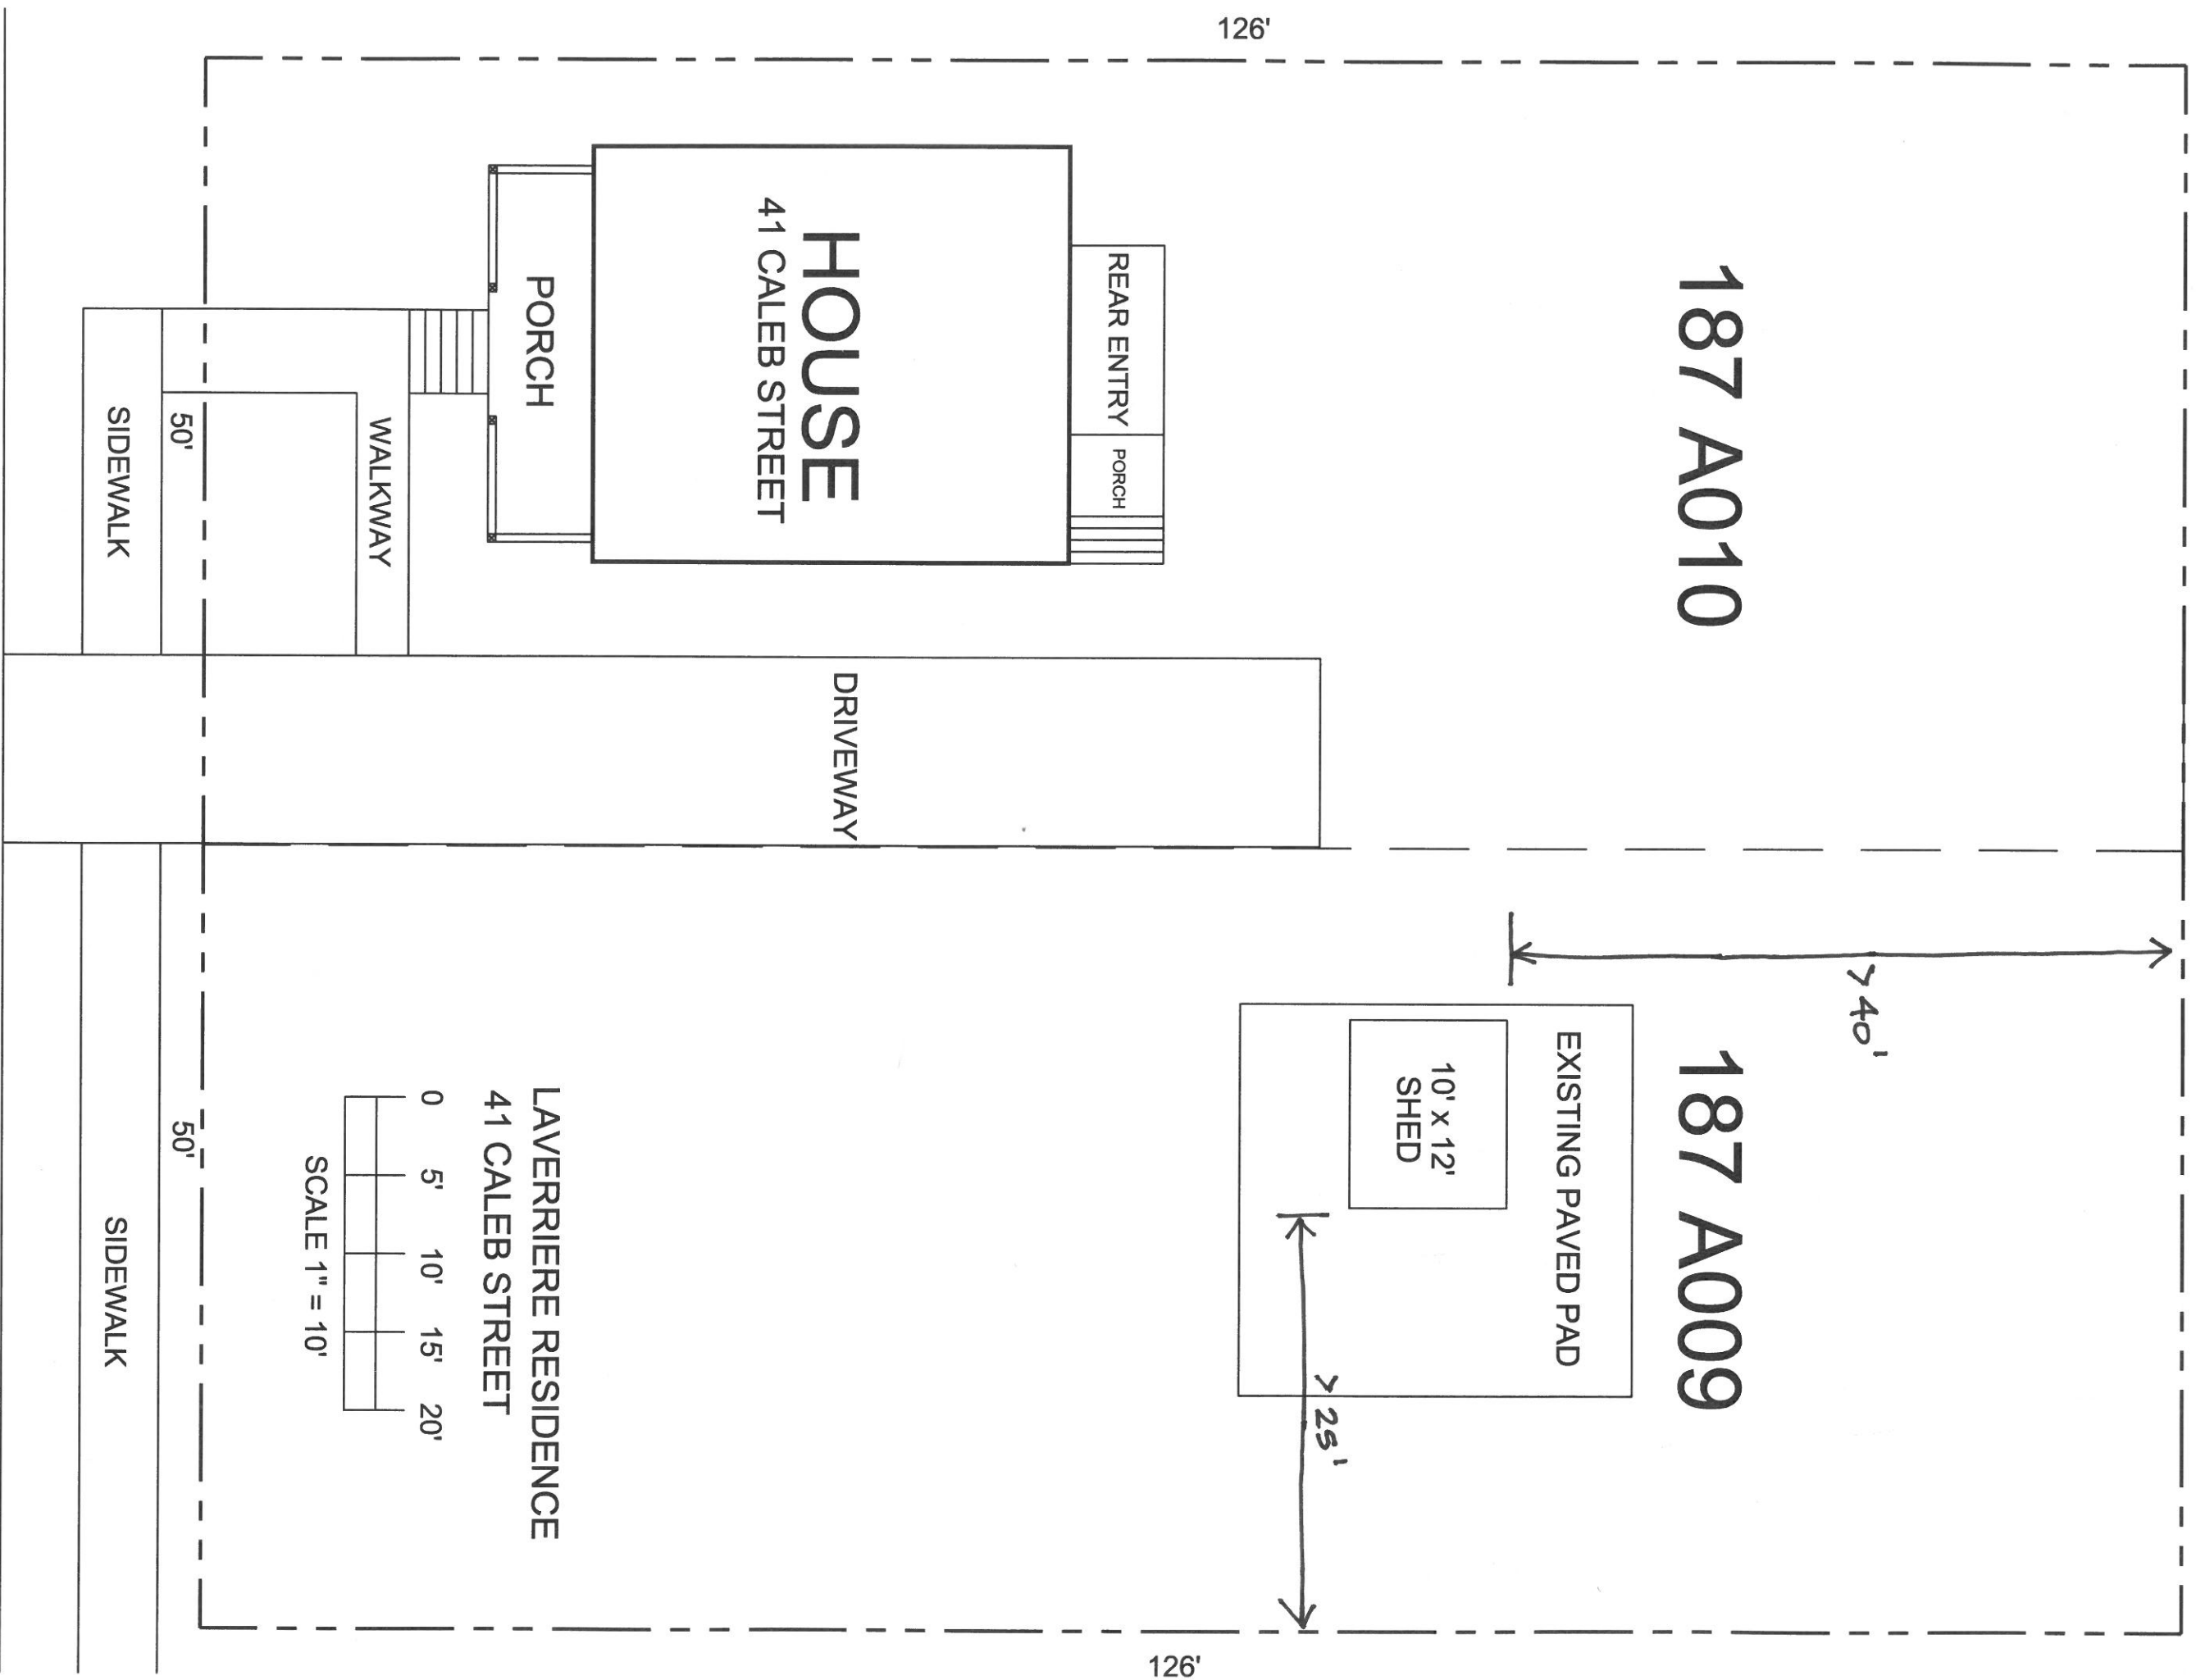 126'
187 A010
187 A009
> 40'
EXISTING PAVED PAD
10' x 12'
SHED
> 25'
REAR ENTRY
PORCH
HOUSE
41 CALEB STREET
DRIVEWAY
PORCH
WALKWAY
LAVERRIERE RESIDENCE
41 CALEB STREET
0 5' 10' 15' 20'
SCALE 1" = 10'
50'
50'
SIDEWALK
SIDEWALK
126'